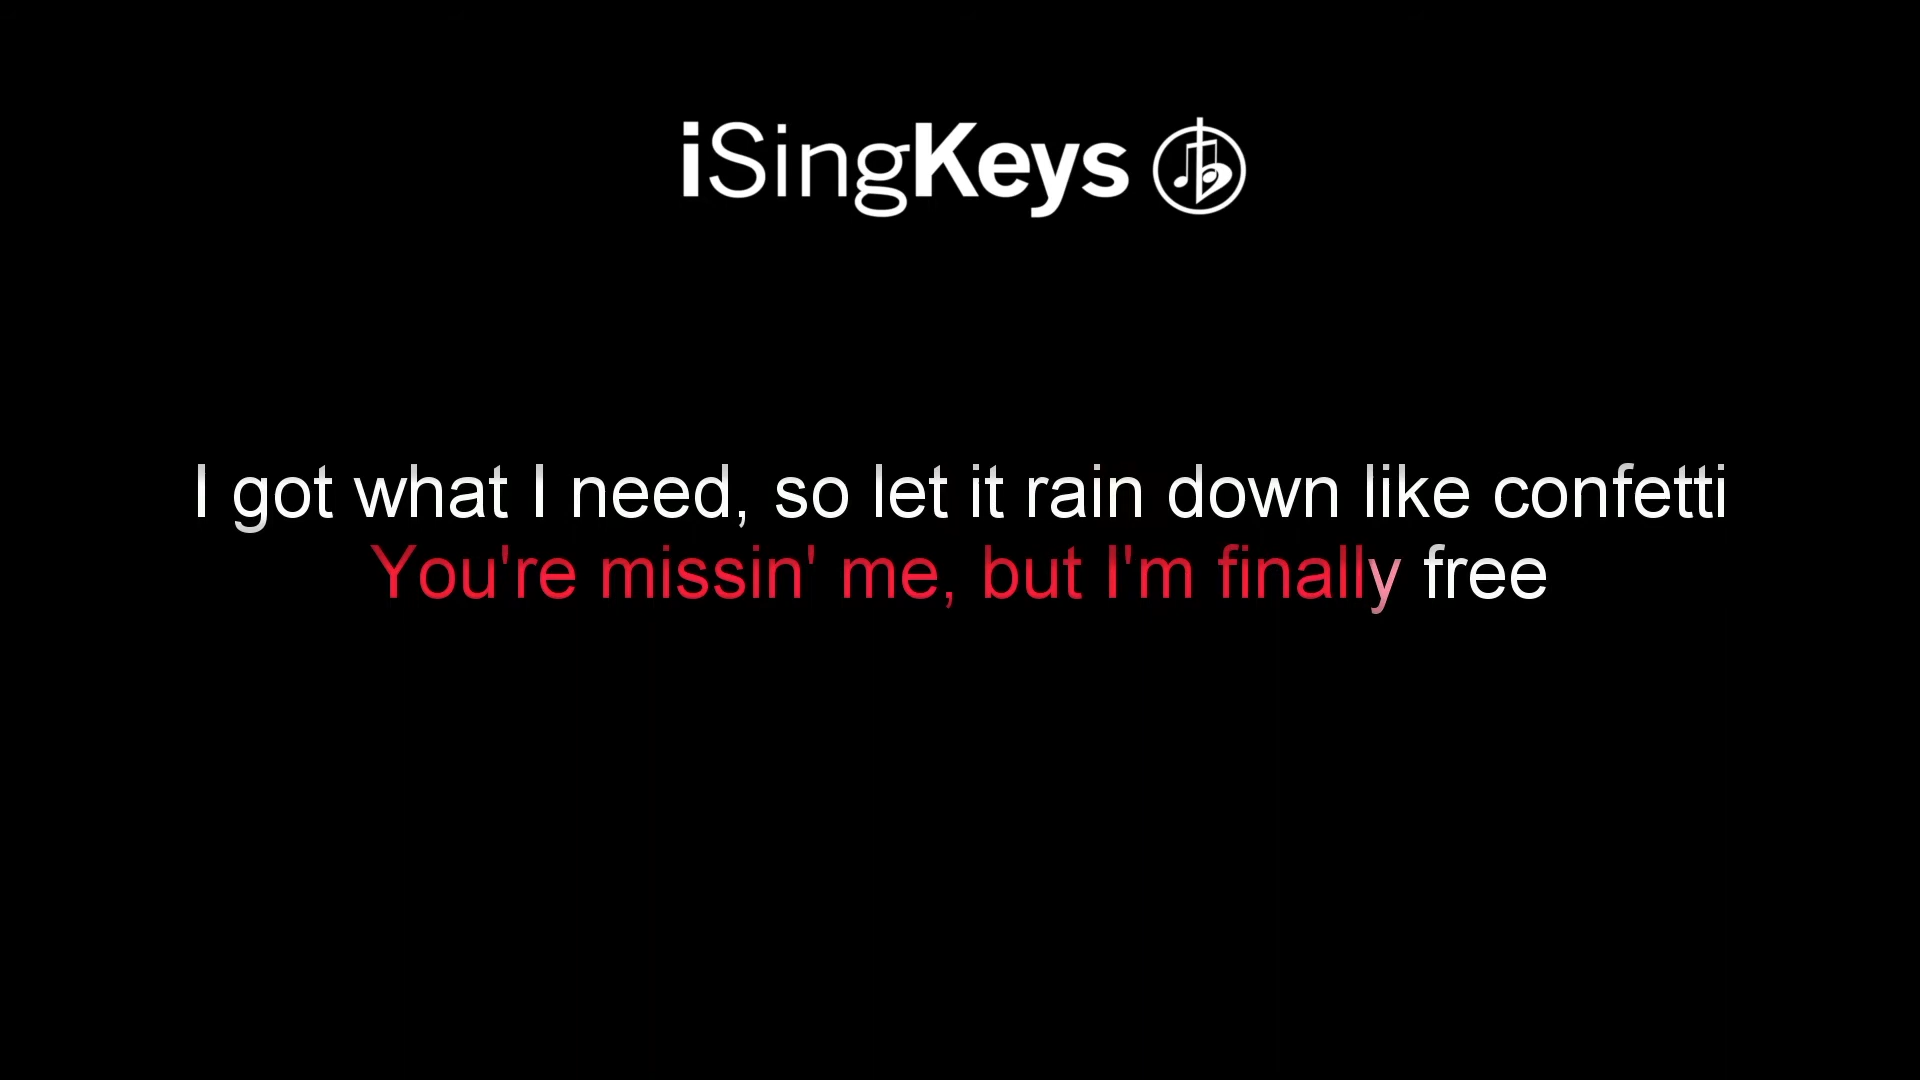 iSingKeys
I got what I need, so let it rain down like confetti
You're missin' me, but I'm finally free